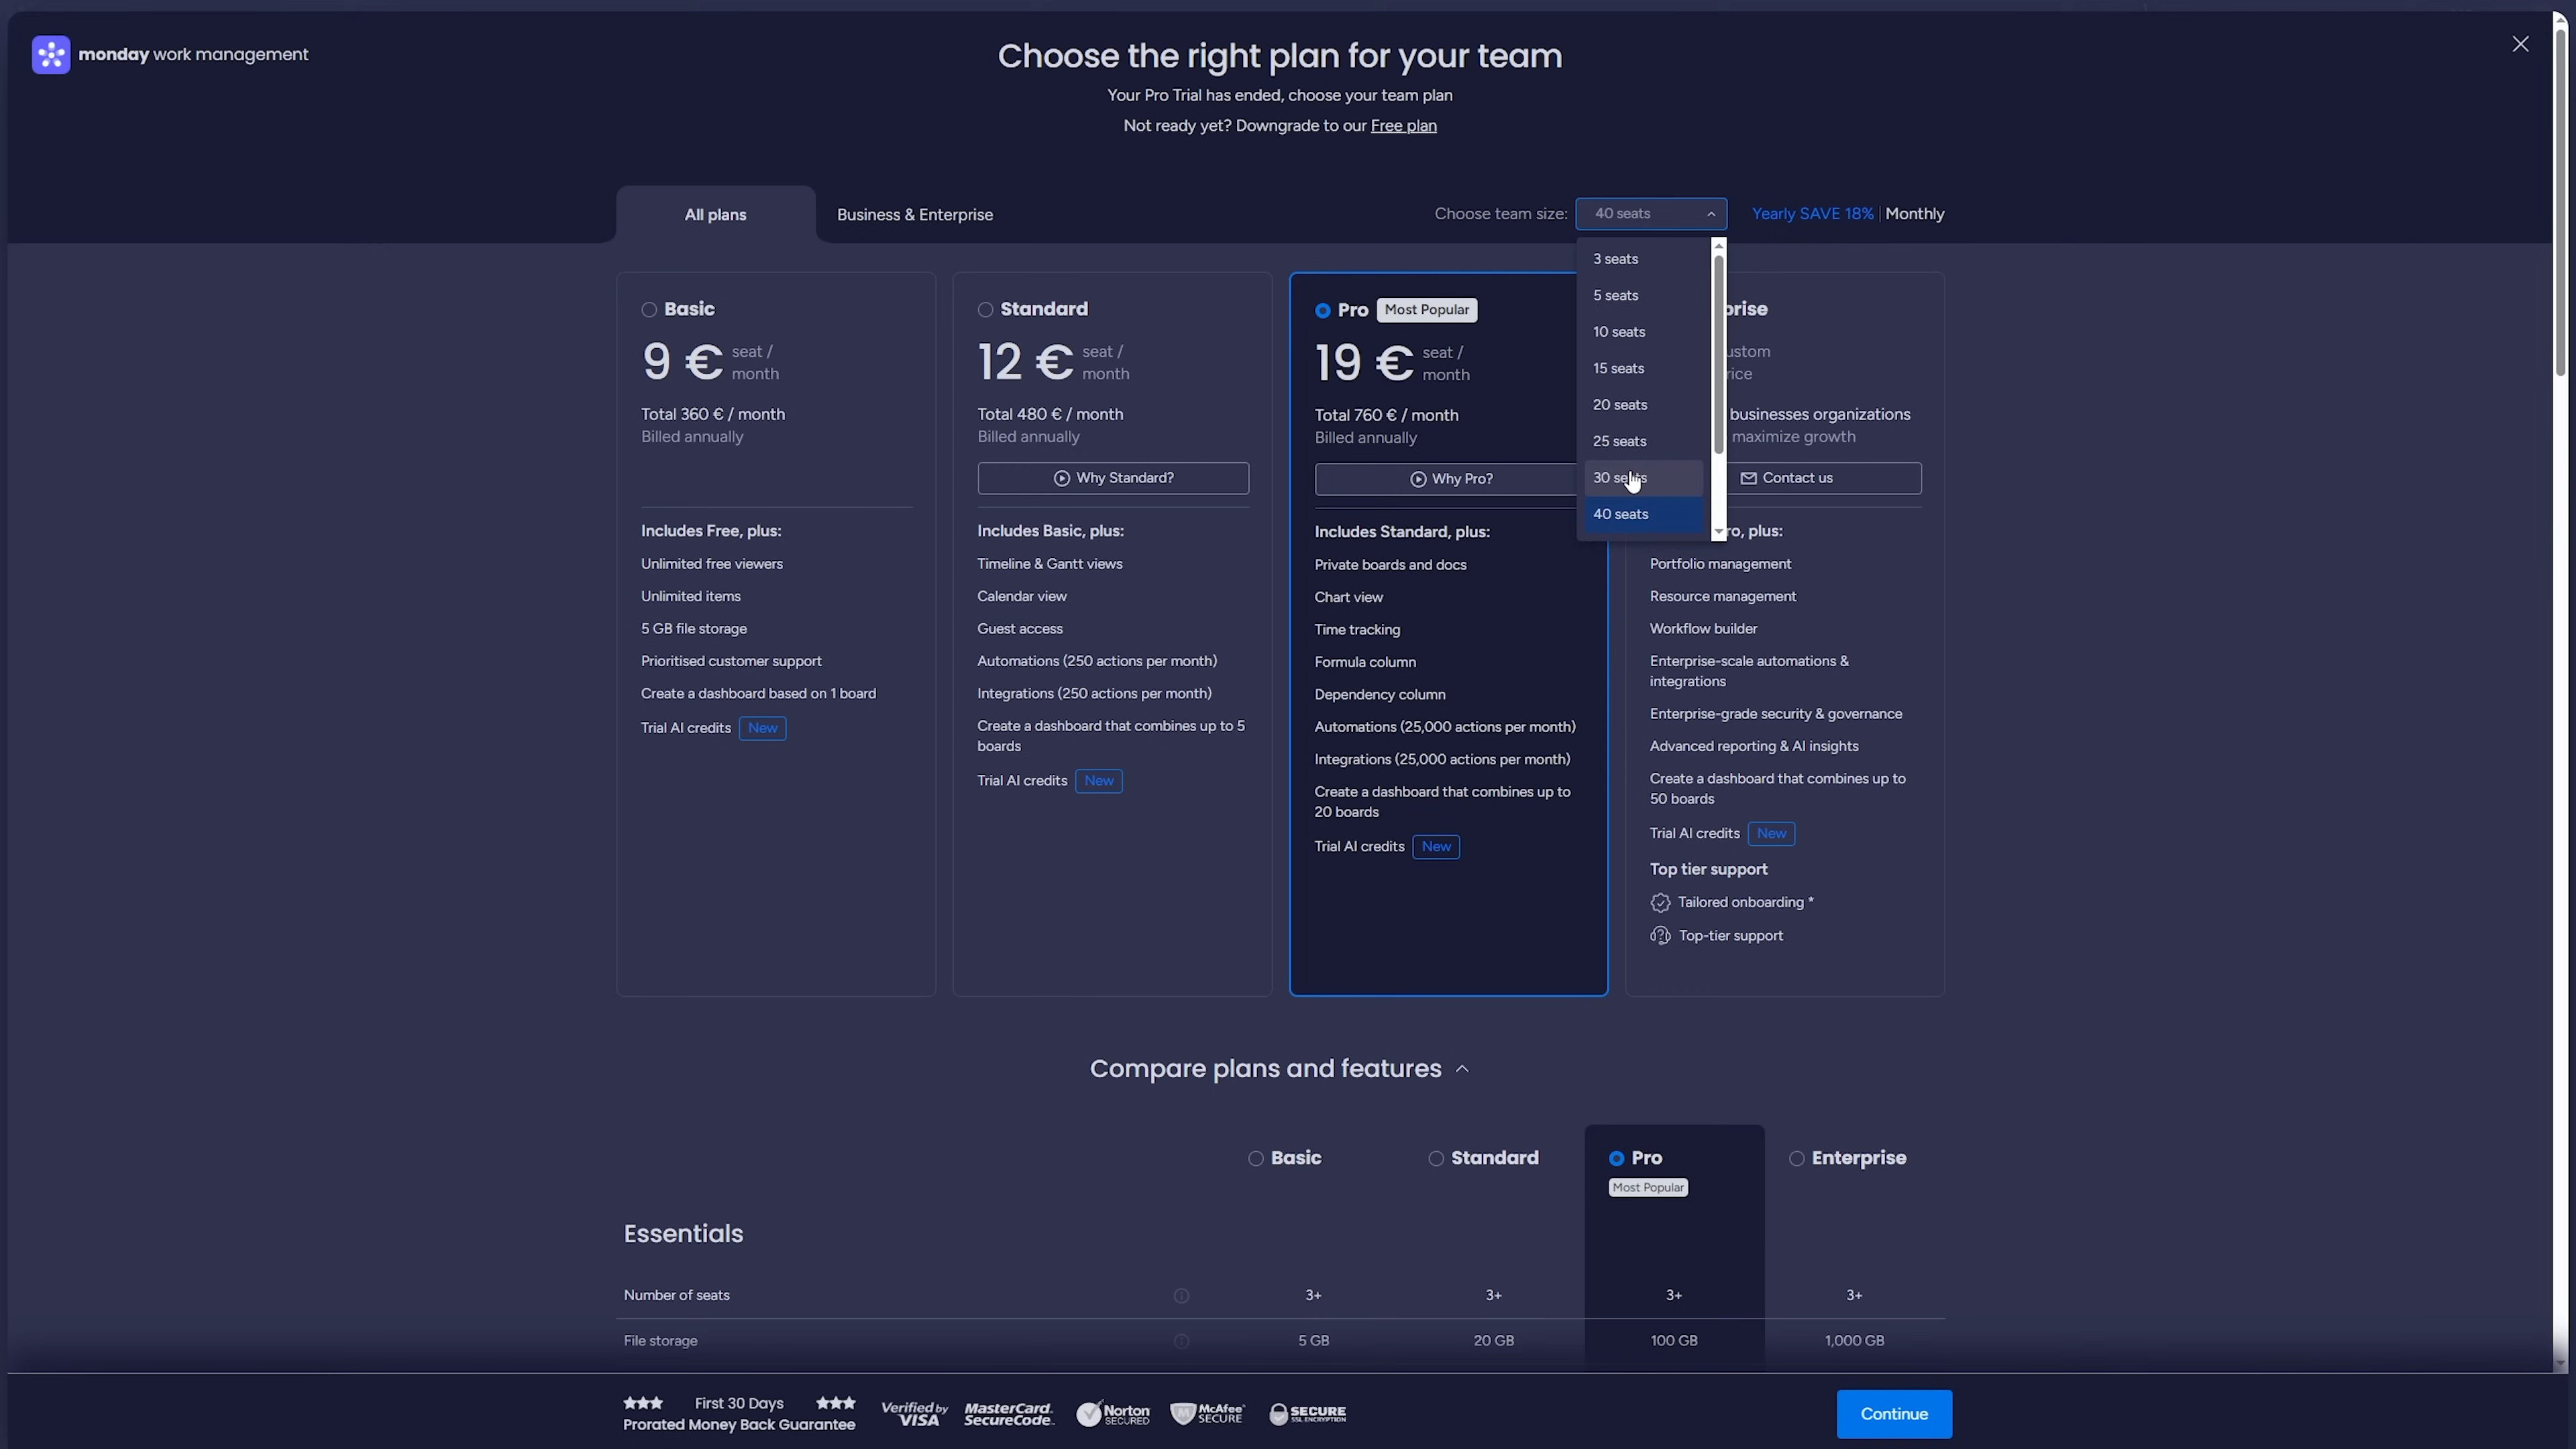 monday work management
Choose the right plan for your team
Your Pro Trial has ended, choose your team plan
Not ready yet? Downgrade to our Free plan
All plans
Business & Enterprise
Choose team size:
40 seats
Yearly SAVE 18% | Monthly
3 seats
5 seats
10 seats
15 seats
20 seats
25 seats
30 seats
40 seats
Basic
9 €
seat /
month
Total 360 € / month
Billed annually
Includes Free, plus:
Unlimited free viewers
Unlimited items
5 GB file storage
Prioritised customer support
Create a dashboard based on 1 board
Trial AI credits New
Standard
12 €
seat /
month
Total 480 € / month
Billed annually
Why Standard?
Includes Basic, plus:
Timeline & Gantt views
Calendar view
Guest access
Automations (250 actions per month)
Integrations (250 actions per month)
Create a dashboard that combines up to 5
boards
Trial AI credits New
Pro Most Popular
19 €
seat /
month
Total 760 € / month
Billed annually
Why Pro?
Includes Standard, plus:
Private boards and docs
Chart view
Time tracking
Formula column
Dependency column
Automations (25,000 actions per month)
Integrations (25,000 actions per month)
Create a dashboard that combines up to
20 boards
Trial AI credits New
prise
ustom
rice
businesses organizations
maximize growth
Contact us
ro, plus:
Portfolio management
Resource management
Workflow builder
Enterprise-scale automations &
integrations
Enterprise-grade security & governance
Advanced reporting & AI insights
Create a dashboard that combines up to
50 boards
Trial AI credits New
Top tier support
Tailored onboarding *
Top-tier support
Compare plans and features
Basic Standard Pro Enterprise
Most Popular
Essentials
Number of seats 3+ 3+ 3+ 3+
File storage 5 GB 20 GB 100 GB 1,000 GB
First 30 Days
Prorated Money Back Guarantee
Verified by
VISA
MasterCard.
SecureCode.
Norton
SECURED
McAfee
SECURE
SECURE
SSL ENCRYPTION
Continue